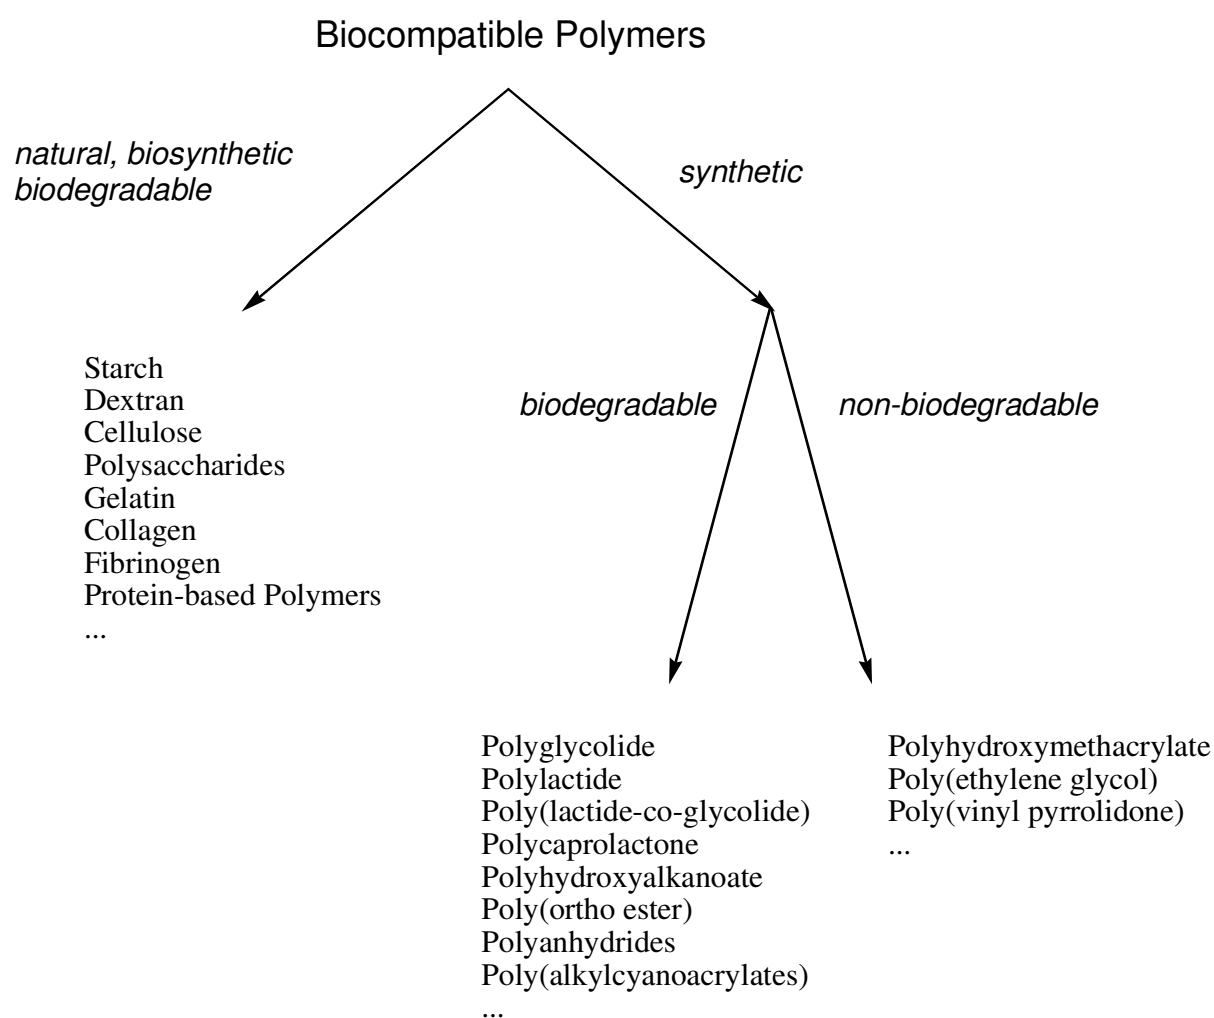 Biocompatible Polymers
natural, biosynthetic
biodegradable
synthetic
Starch
Dextran
Cellulose
Polysaccharides
Gelatin
Collagen
Fibrinogen
Protein-based Polymers
...
biodegradable
non-biodegradable
Polyglycolide
Polylactide
Poly(lactide-co-glycolide)
Polycaprolactone
Polyhydroxyalkanoate
Poly(ortho ester)
Polyanhydrides
Poly(alkylcyanoacrylates)
...
Polyhydroxymethacrylate
Poly(ethylene glycol)
Poly(vinyl pyrrolidone)
...